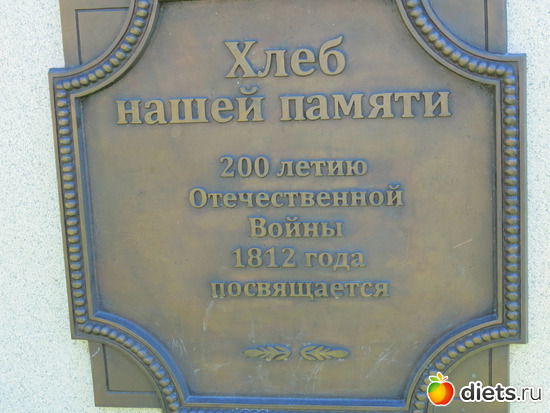 Хлеб
нашей памяти
200 летию
Отечественной
Войны
1812 года
посвящается
diets.ru